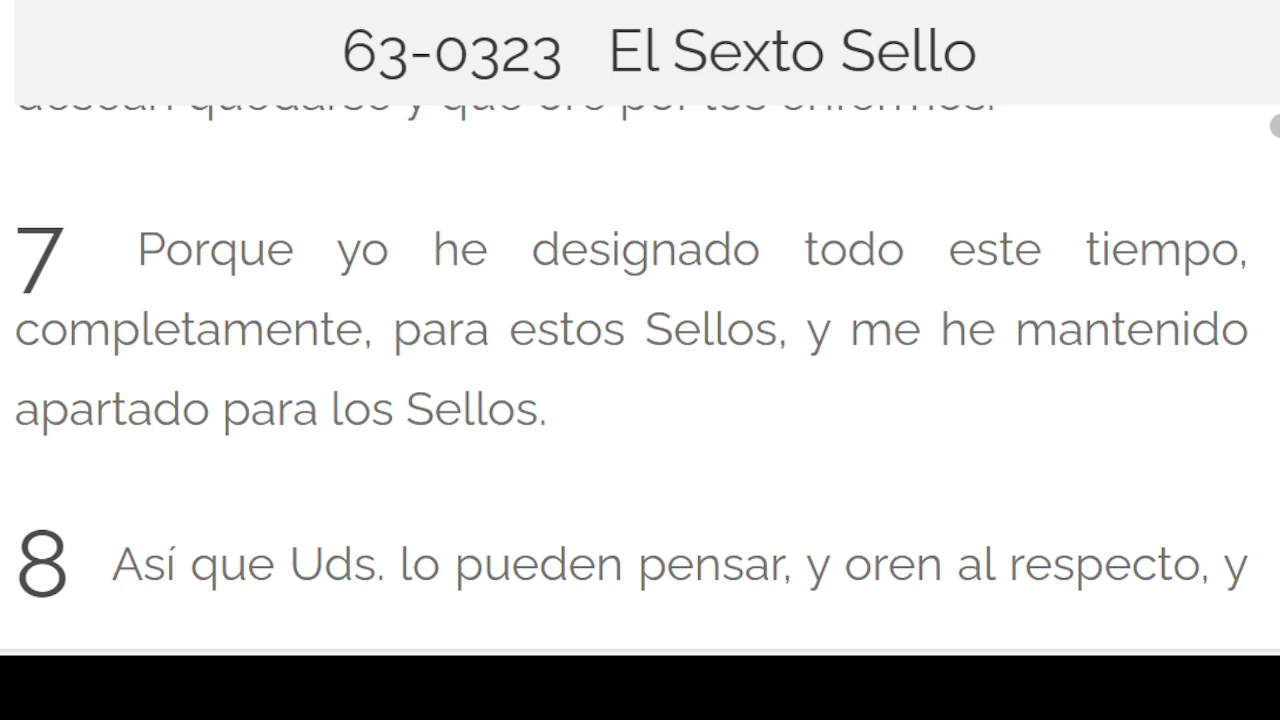 63-0323 El Sexto Sello
7 Porque yo he designado todo este tiempo,
completamente, para estos Sellos, y me he mantenido
apartado para los Sellos.
8 Así que Uds. lo pueden pensar, y oren al respecto, y